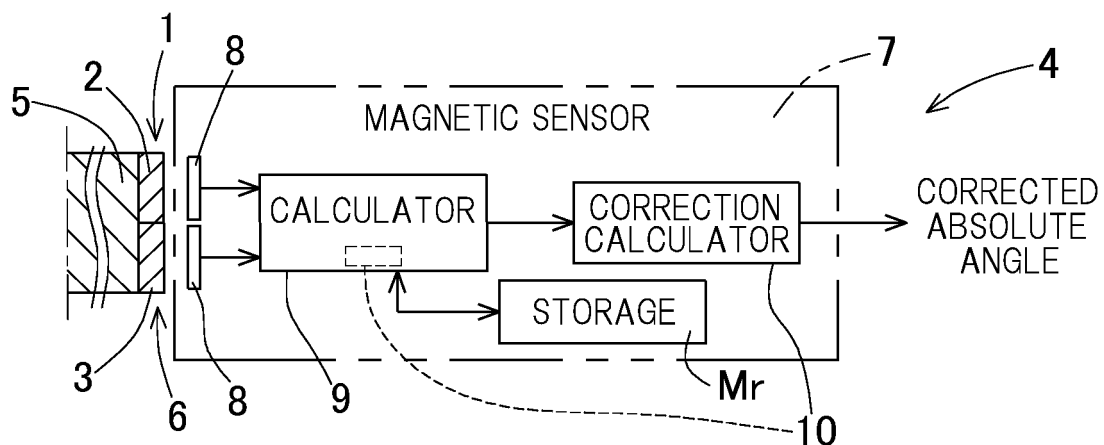 1
8
2
5
7
4
MAGNETIC SENSOR
CALCULATOR
CORRECTION
CALCULATOR
CORRECTED
ABSOLUTE
ANGLE
STORAGE
3
6
8
9
Mr
10